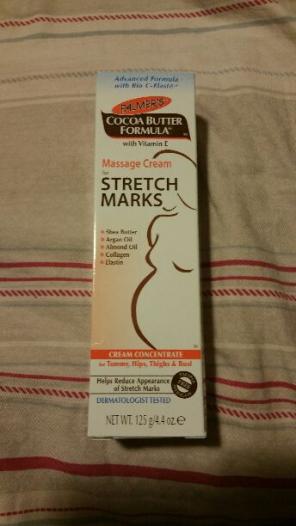 Advanced Formula
with Bio C-Elaste
PALMER'S
COCOA BUTTER
FORMULA
with Vitamin E
Massage Cream
for
STRETCH
MARKS
Shea Butter
Argan Oil
Almond Oil
Collagen
Elastin
CREAM CONCENTRATE
for Tummy, Hips, Thighs & Bust
Helps Reduce Appearance
of Stretch Marks
DERMATOLOGIST TESTED
NET WT. 125 g/4.4 oz. ℮